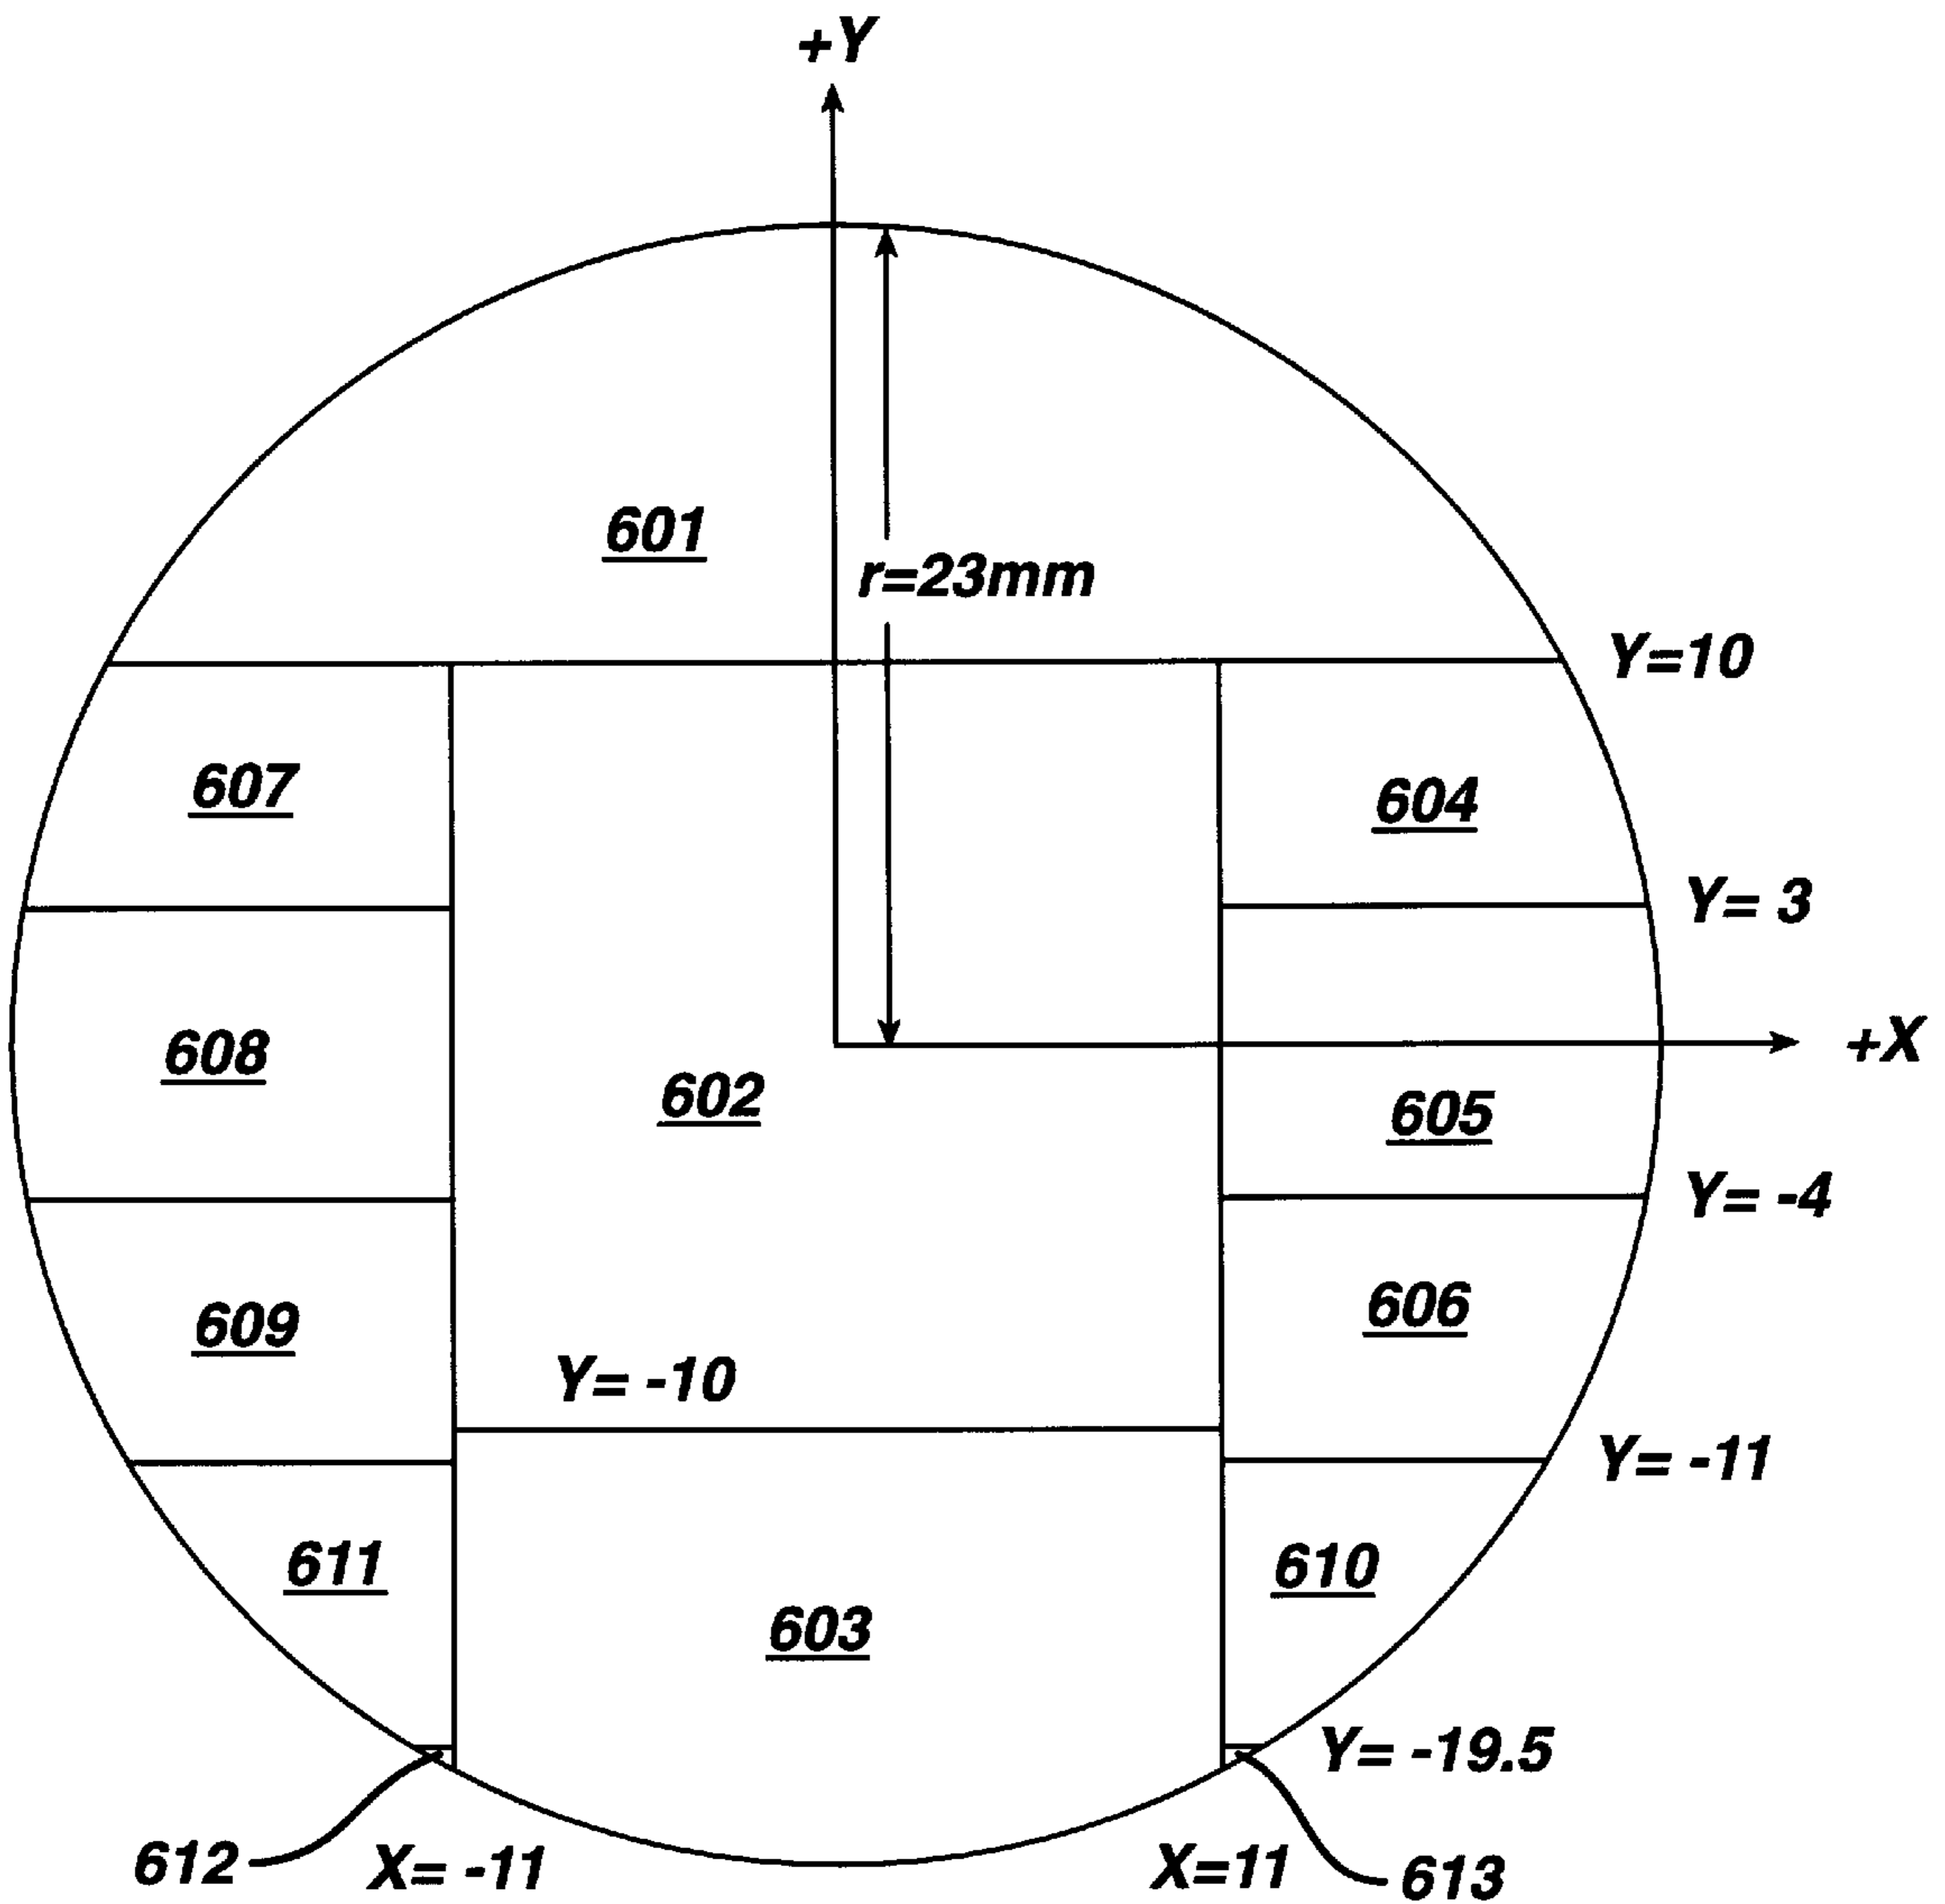 +Y
601
r=23mm
Y=10
607
604
Y= 3
608
+X
602
605
Y= -4
609
606
Y= -10
Y= -11
611
610
603
Y= -19.5
612
X= -11
X=11
613